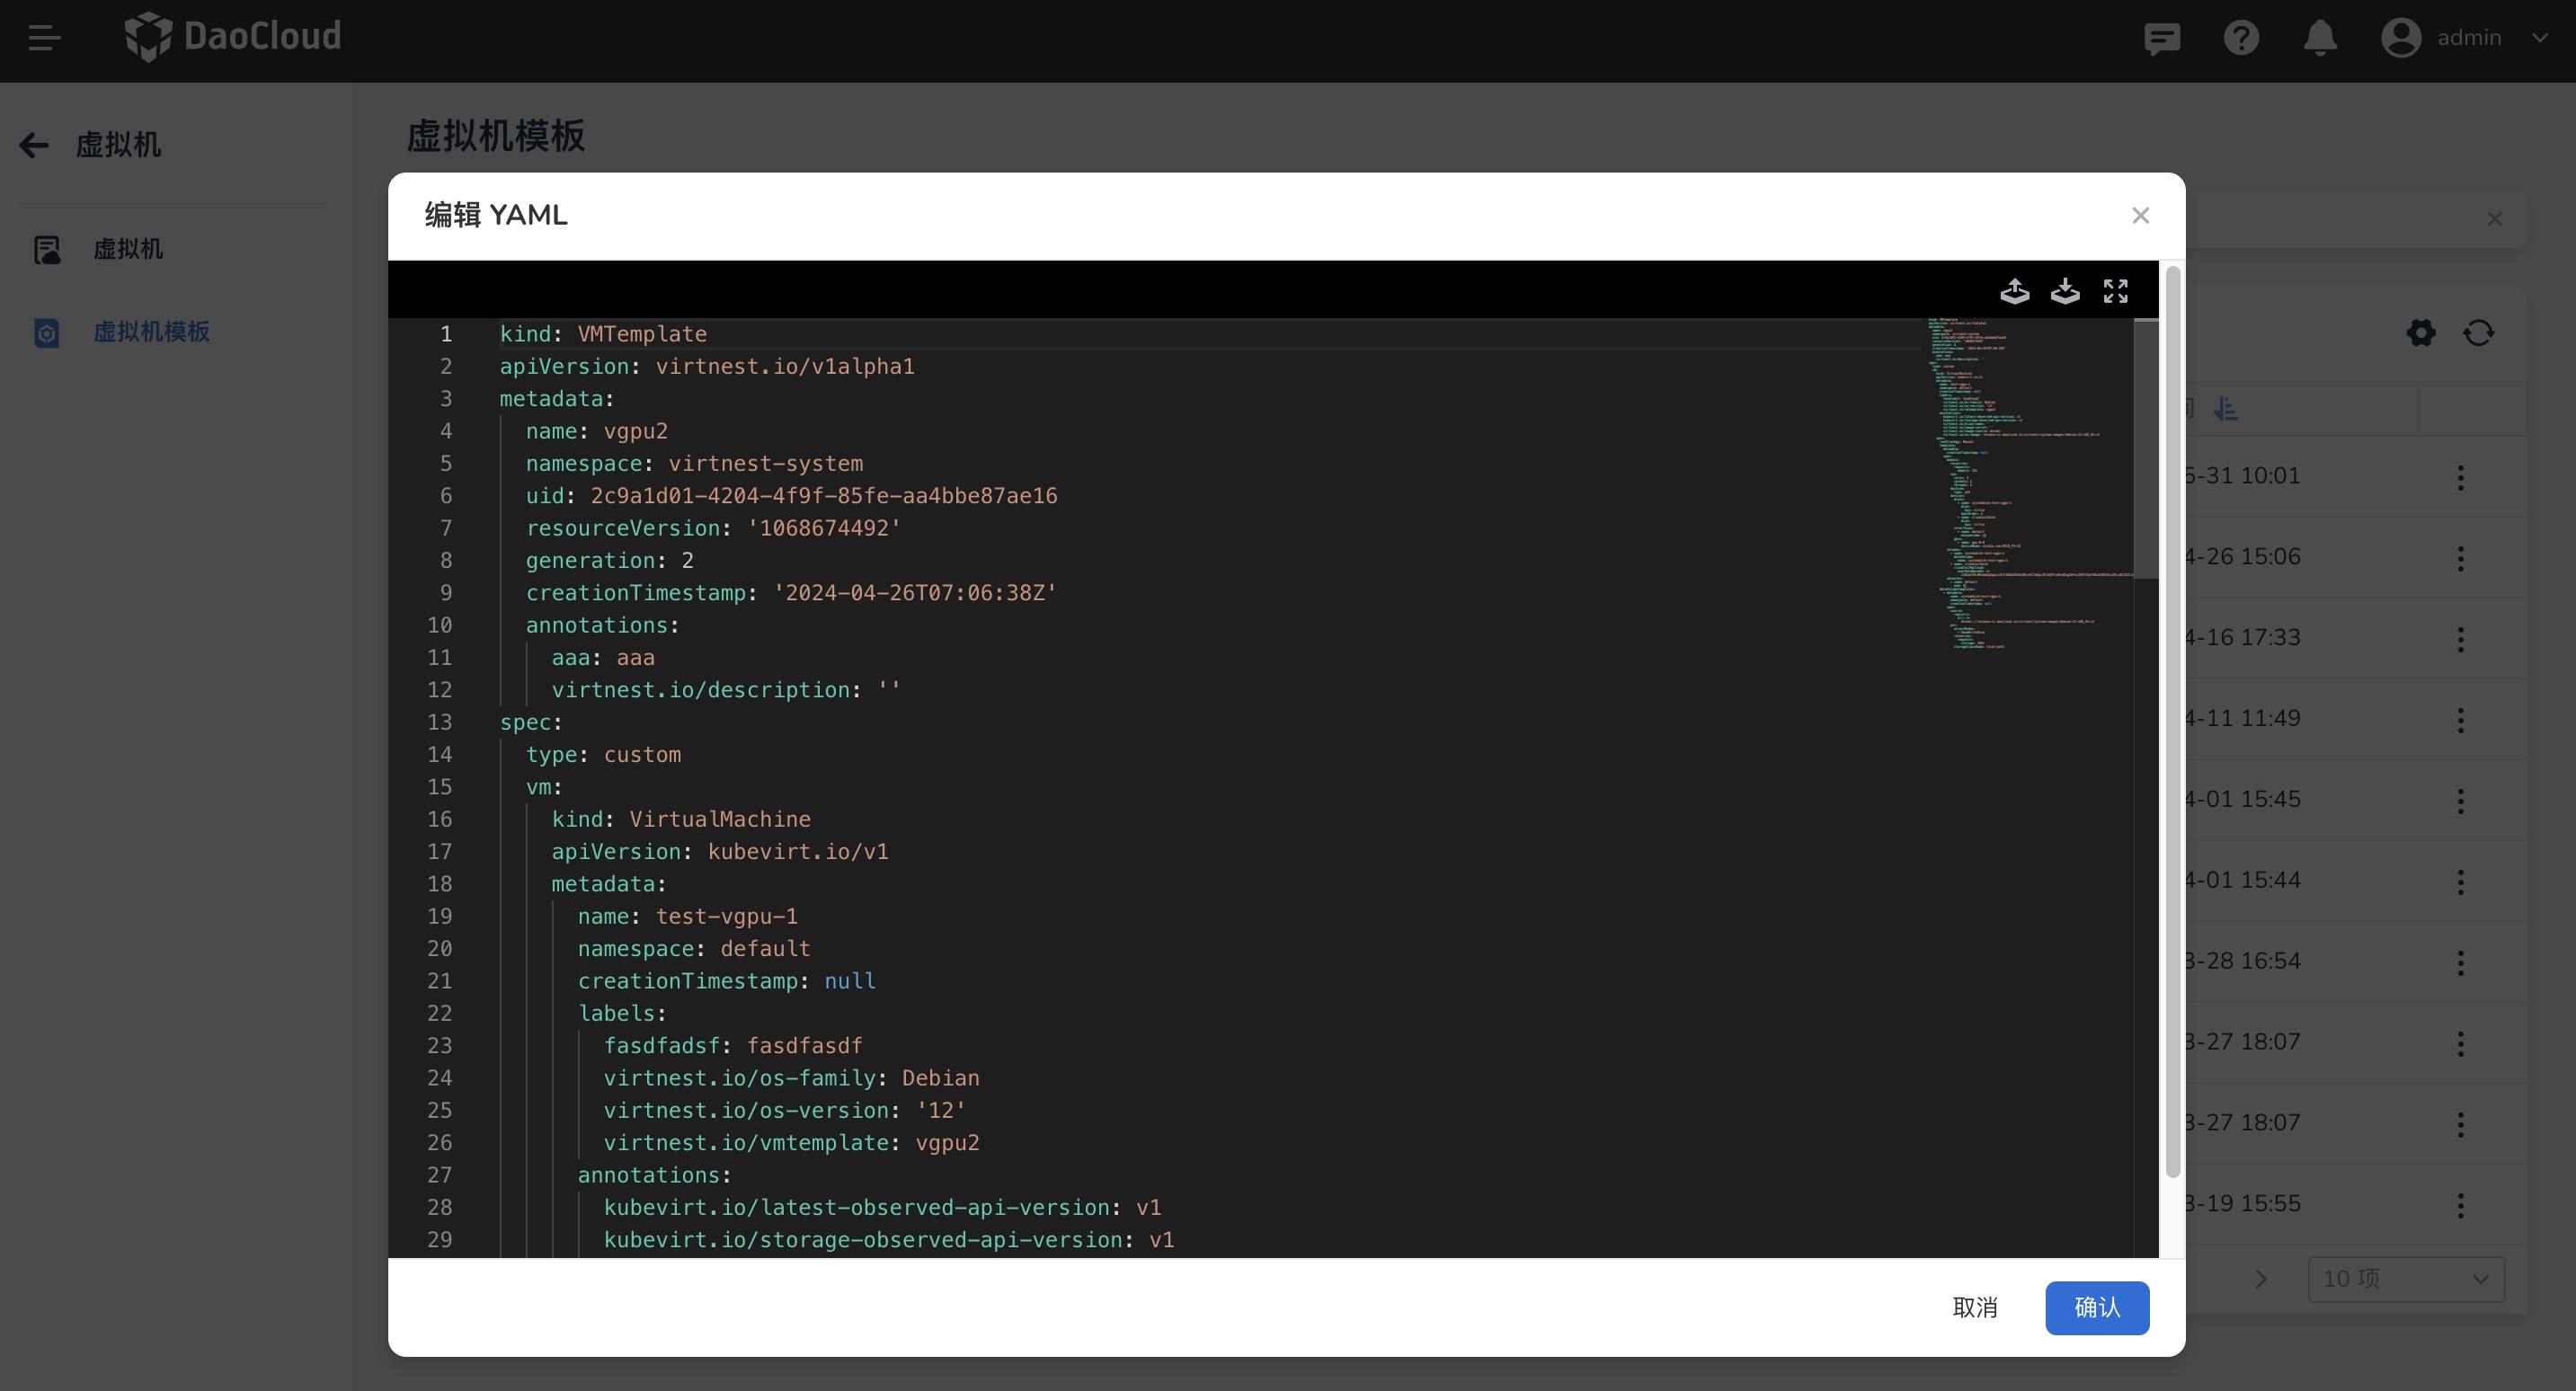 DaoCloud
admin
虚拟机
虚拟机
虚拟机模板
虚拟机模板
编辑 YAML
1 kind: VMTemplate
2 apiVersion: virtnest.io/v1alpha1
3 metadata:
4 name: vgpu2
5 namespace: virtnest-system
6 uid: 2c9a1d01-4204-4f9f-85fe-aa4bbe87ae16
7 resourceVersion: '1068674492'
8 generation: 2
9 creationTimestamp: '2024-04-26T07:06:38Z'
10 annotations:
11 aaa: aaa
12 virtnest.io/description: ''
13 spec:
14 type: custom
15 vm:
16 kind: VirtualMachine
17 apiVersion: kubevirt.io/v1
18 metadata:
19 name: test-vgpu-1
20 namespace: default
21 creationTimestamp: null
22 labels:
23 fasdfadsf: fasdfasdf
24 virtnest.io/os-family: Debian
25 virtnest.io/os-version: '12'
26 virtnest.io/vmtemplate: vgpu2
27 annotations:
28 kubevirt.io/latest-observed-api-version: v1
29 kubevirt.io/storage-observed-api-version: v1
5-31 10:01
4-26 15:06
4-16 17:33
4-11 11:49
4-01 15:45
4-01 15:44
3-28 16:54
3-27 18:07
3-27 18:07
3-19 15:55
10 项
取消
确认